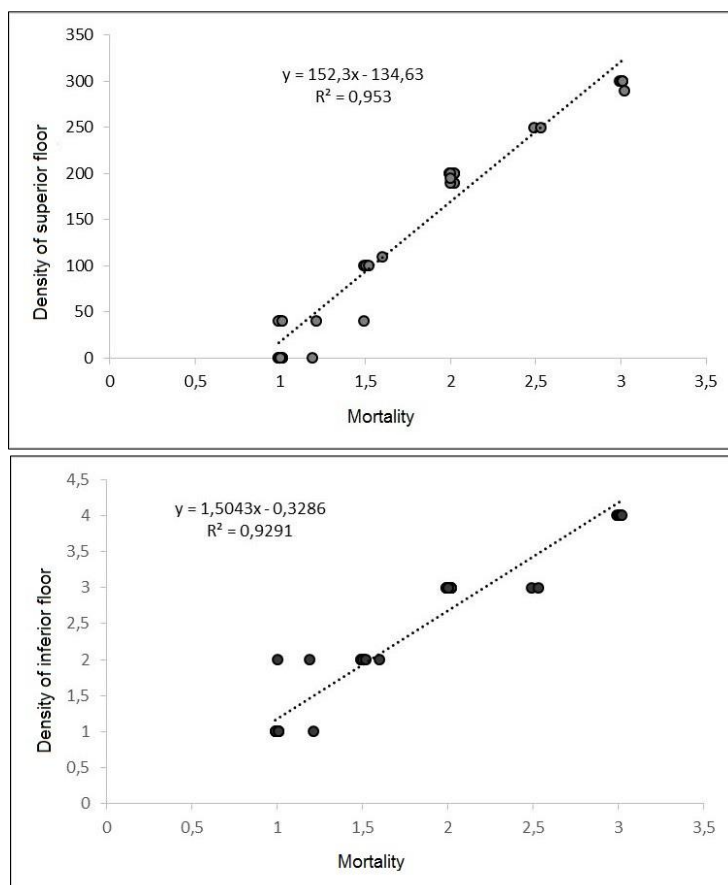 350
300
250
200
150
100
50
0
Density of superior floor
y = 152,3x - 134,63
R² = 0,953
0 0,5 1 1,5 2 2,5 3 3,5
Mortality
4,5
4
3,5
3
2,5
2
1,5
1
0,5
0
Density of inferior floor
y = 1,5043x - 0,3286
R² = 0,9291
0 0,5 1 1,5 2 2,5 3 3,5
Mortality